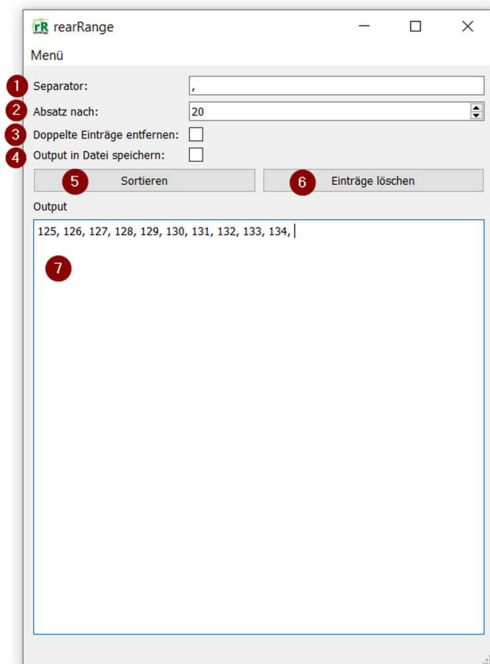 rR rearRange
Menü
1 Separator: ,
2 Absatz nach: 20
3 Doppelte Einträge entfernen:
4 Output in Datei speichern:
5 Sortieren 6 Einträge löschen
Output
125, 126, 127, 128, 129, 130, 131, 132, 133, 134,
7